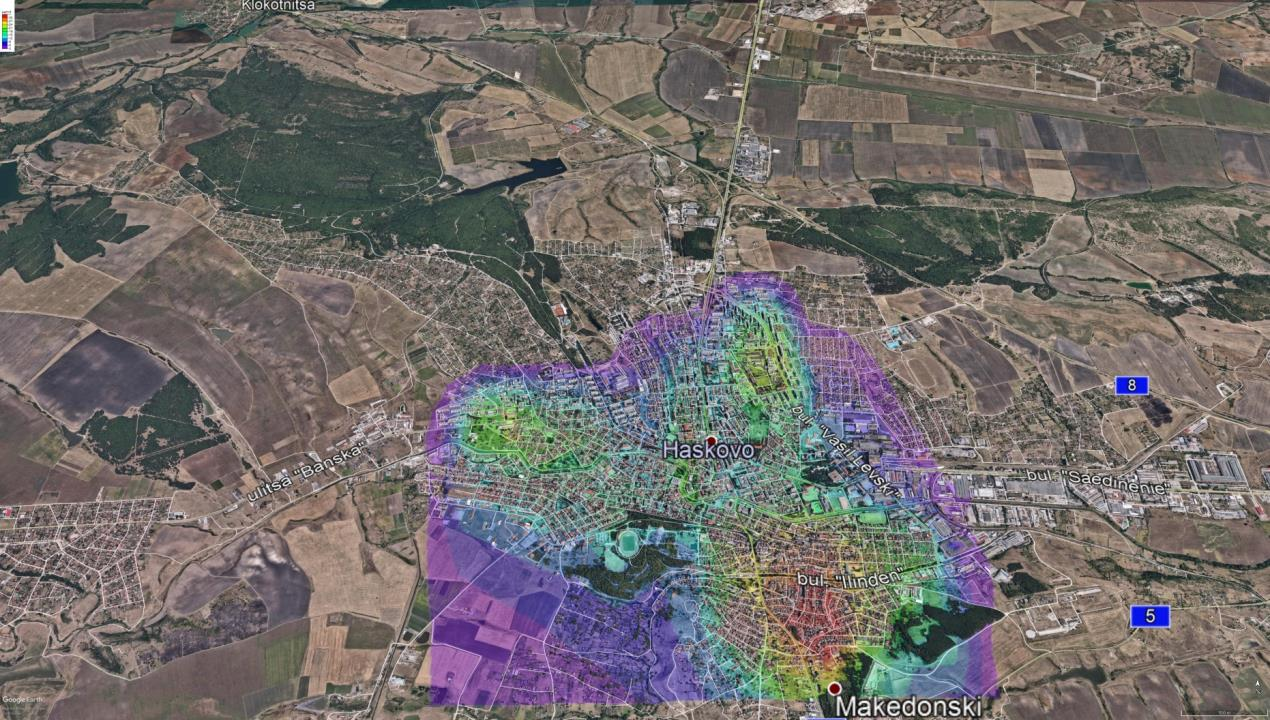 Klokotnitsa
8
ulitsa "Banska"
Haskovo
bul. "Vasil Levski"
bul. "Saedinenie"
bul. "Ilinden"
5
Makedonski
Google Earth